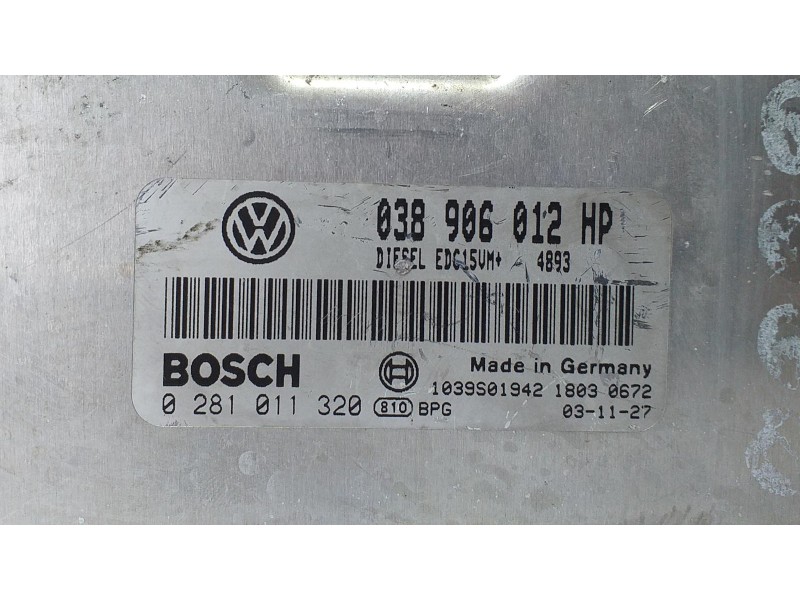 038 906 012 HP
DIESEL EDC15VM+ 4893
BOSCH
Made in Germany
1039S01942 1803 0672
0 281 011 320 810 BPG 03-11-27